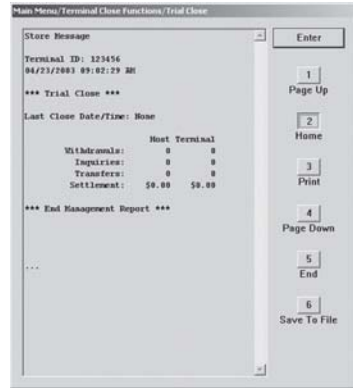 Main Menu/Terminal Close Functions/Trial Close
Store Message
Terminal ID: 123456
04/23/2003 09:02:29 AM
*** Trial Close ***
Last Close Date/Time: None
Host Terminal
Withdrawals: 0 0
Inquiries: 0 0
Transfers: 0 0
Settlement: $0.00 $0.00
*** End Management Report ***
...
Enter
1
Page Up
2
Home
3
Print
4
Page Down
5
End
6
Save To File